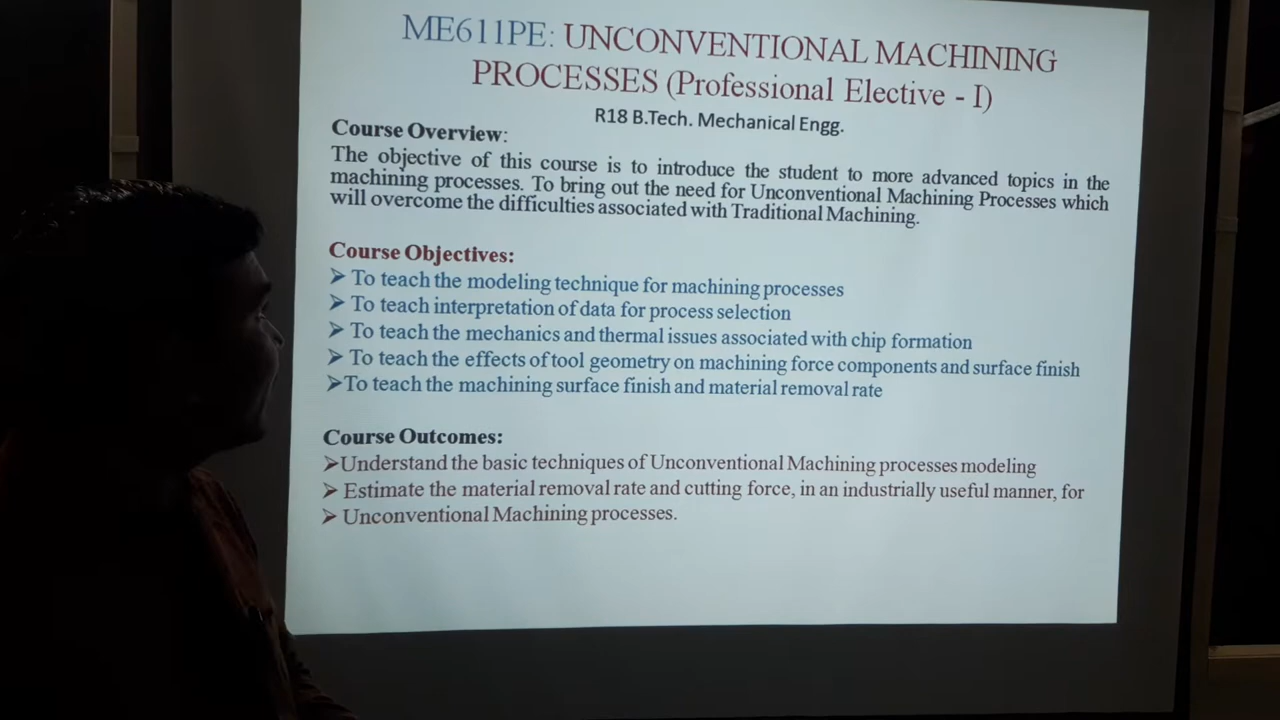 ME611PE: UNCONVENTIONAL MACHINING
PROCESSES (Professional Elective - I)
R18 B.Tech. Mechanical Engg.
Course Overview:
The objective of this course is to introduce the student to more advanced topics in the
machining processes. To bring out the need for Unconventional Machining Processes which
will overcome the difficulties associated with Traditional Machining.
Course Objectives:
➢ To teach the modeling technique for machining processes
➢ To teach interpretation of data for process selection
➢ To teach the mechanics and thermal issues associated with chip formation
➢ To teach the effects of tool geometry on machining force components and surface finish
➢To teach the machining surface finish and material removal rate
Course Outcomes:
➢Understand the basic techniques of Unconventional Machining processes modeling
➢ Estimate the material removal rate and cutting force, in an industrially useful manner, for
➢ Unconventional Machining processes.